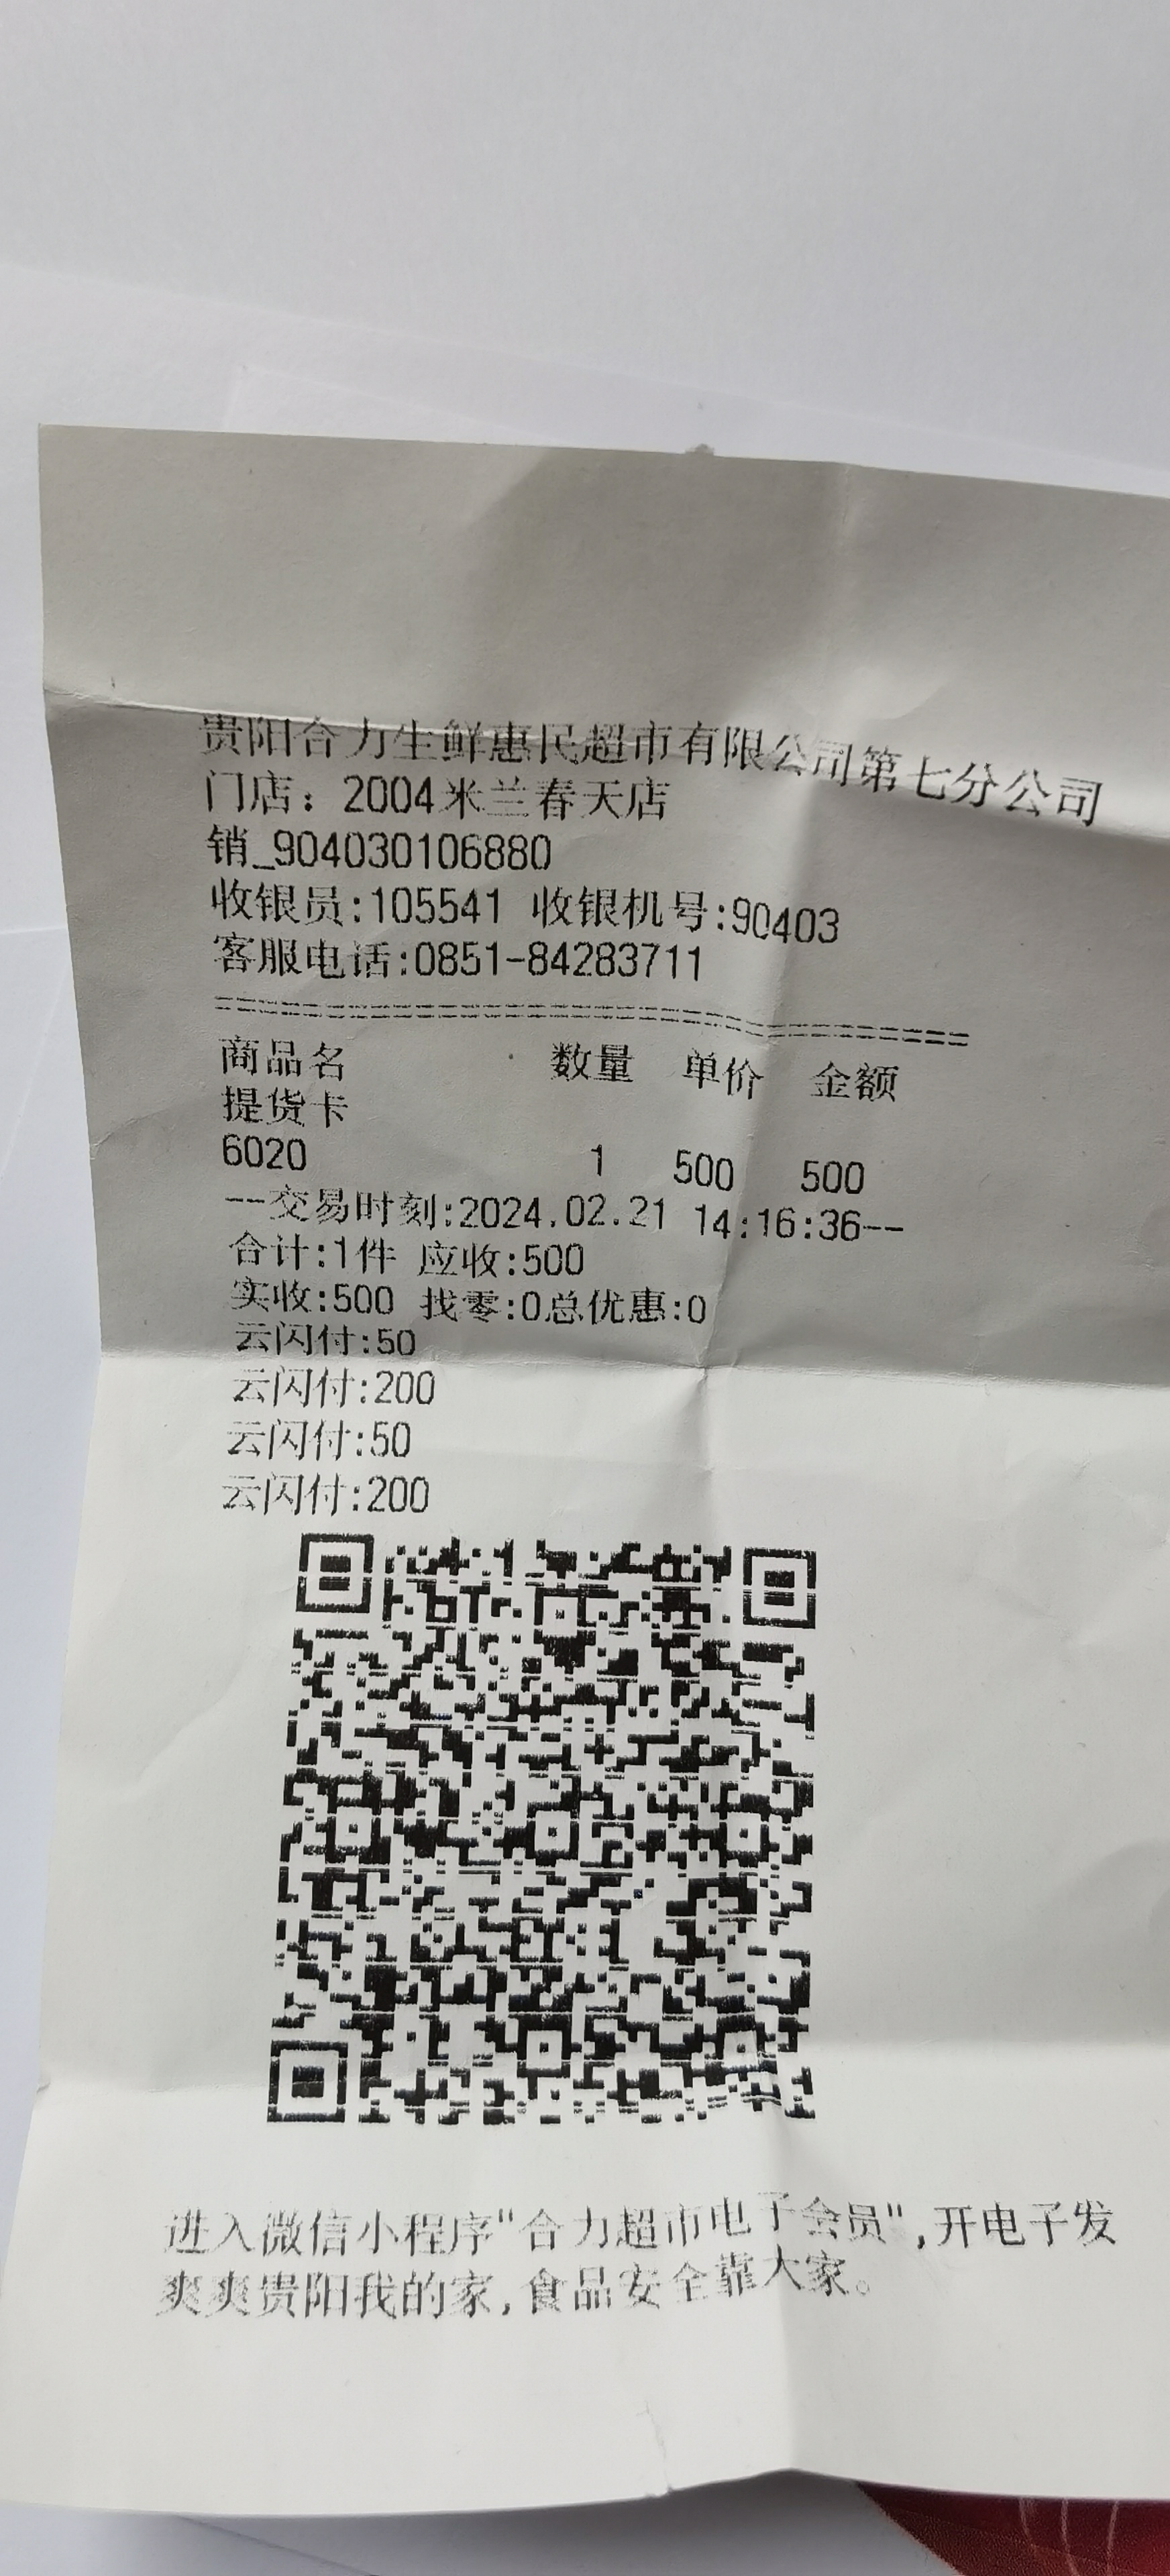 贵阳合力生鲜惠民超市有限公司第七分公司
门店：2004米兰春天店
销_904030106880
收银员:105541 收银机号:90403
客服电话:0851-84283711
商品名 数量 单价 金额
提货卡
6020 1 500 500
--交易时刻:2024.02.21 14:16:36--
合计:1件 应收:500
实收:500 找零:0总优惠:0
云闪付:50
云闪付:200
云闪付:50
云闪付:200
进入微信小程序"合力超市电子会员",开电子发
爽爽贵阳我的家,食品安全靠大家。